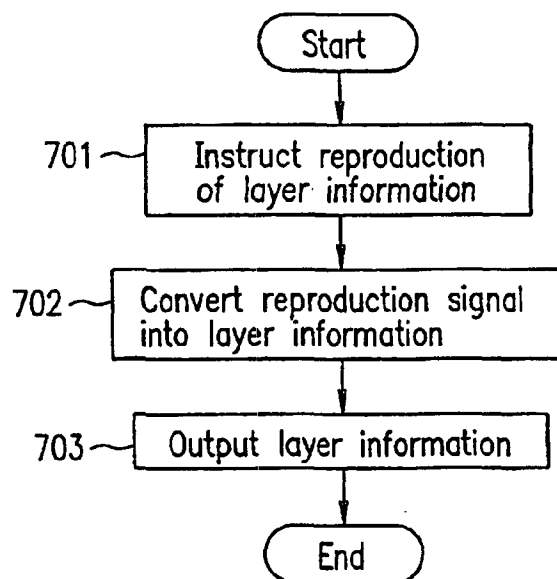 Start
701
Instruct reproduction
of layer information
702
Convert reproduction signal
into layer information
703
Output layer information
End